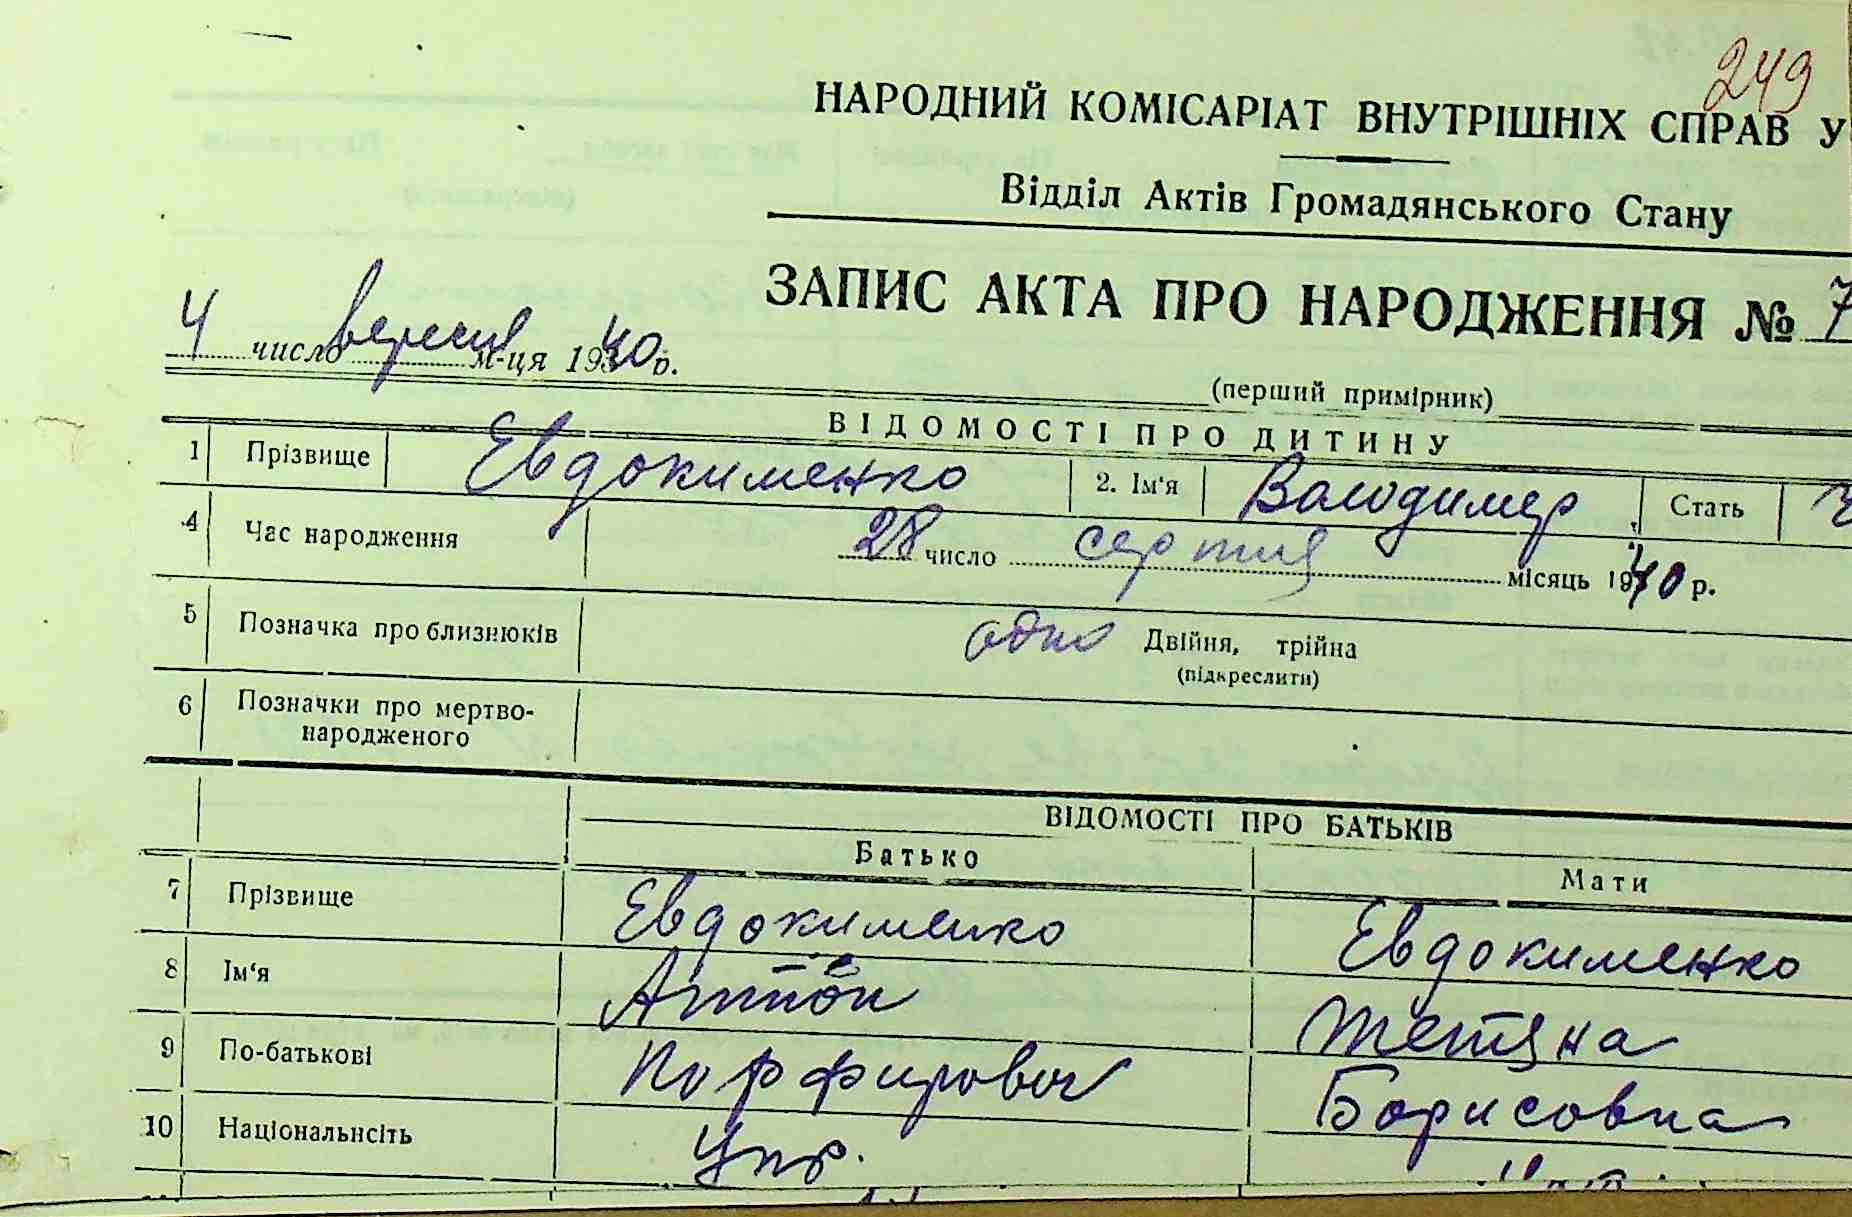 249
НАРОДНИЙ КОМІСАРІАТ ВНУТРІШНІХ СПРАВ У
Відділ Актів Громадянського Стану
ЗАПИС АКТА ПРО НАРОДЖЕННЯ № 7
4 число вересня м-ця 1940 р.
(перший примірник)
ВІДОМОСТІ ПРО ДИТИНУ
1 Прізвище Евдокименко 2. Ім'я Володимер Стать
4 Час народження 28 число серпня місяць 1940 р.
5 Позначка про близнюків одно Двійня, трійна
(підкреслити)
6 Позначки про мертво-
народженого
ВІДОМОСТІ ПРО БАТЬКІВ
Батько Мати
7 Прізвище Евдокименко Евдокименко
8 Ім'я Антон Тетяна
9 По-батькові Порфирович Борисовна
10 Національнсіть Укр.